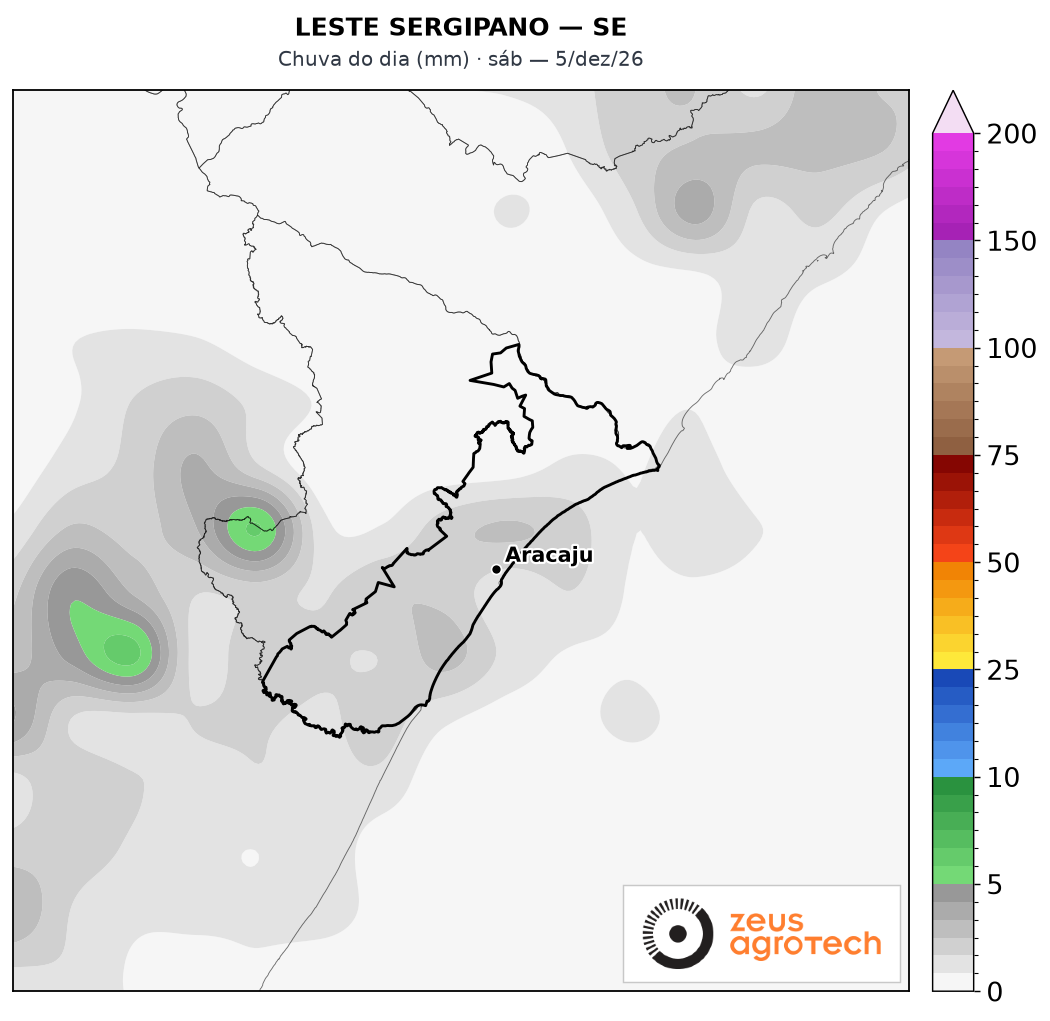 LESTE SERGIPANO — SE
Chuva do dia (mm) · sáb — 5/dez/26
200
150
100
75
50
25
10
5
0
Aracaju
zeus
agrotech